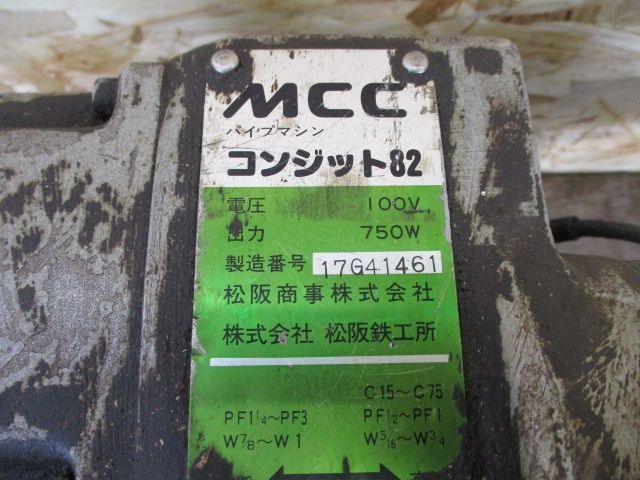 MCC
パイプマシン
コンジット82
電圧 100V
出力 750W
製造番号 17G41461
松阪商事株式会社
株式会社 松阪鉄工所
C15～C75
PF1¼～PF3 PF½～PF1
W⅞～W1 W5/16～W¾